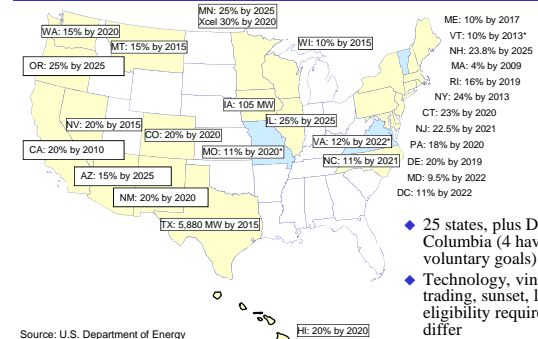 MN: 25% by 2025
Xcel 30% by 2020
WA: 15% by 2020
MT: 15% by 2015
WI: 10% by 2015
OR: 25% by 2025
IA: 105 MW
IL: 25% by 2025
NV: 20% by 2015
CO: 20% by 2020
VA: 12% by 2022*
CA: 20% by 2010
MO: 11% by 2020*
NC: 11% by 2021
AZ: 15% by 2025
NM: 20% by 2020
TX: 5,880 MW by 2015
HI: 20% by 2020
ME: 10% by 2017
VT: 10% by 2013*
NH: 23.8% by 2025
MA: 4% by 2009
RI: 16% by 2019
NY: 24% by 2013
CT: 23% by 2020
NJ: 22.5% by 2021
PA: 18% by 2020
DE: 20% by 2019
MD: 9.5% by 2022
DC: 11% by 2022
25 states, plus D
Columbia (4 hav
voluntary goals)
Technology, vin
trading, sunset, l
eligibility require
differ
Source: U.S. Department of Energy